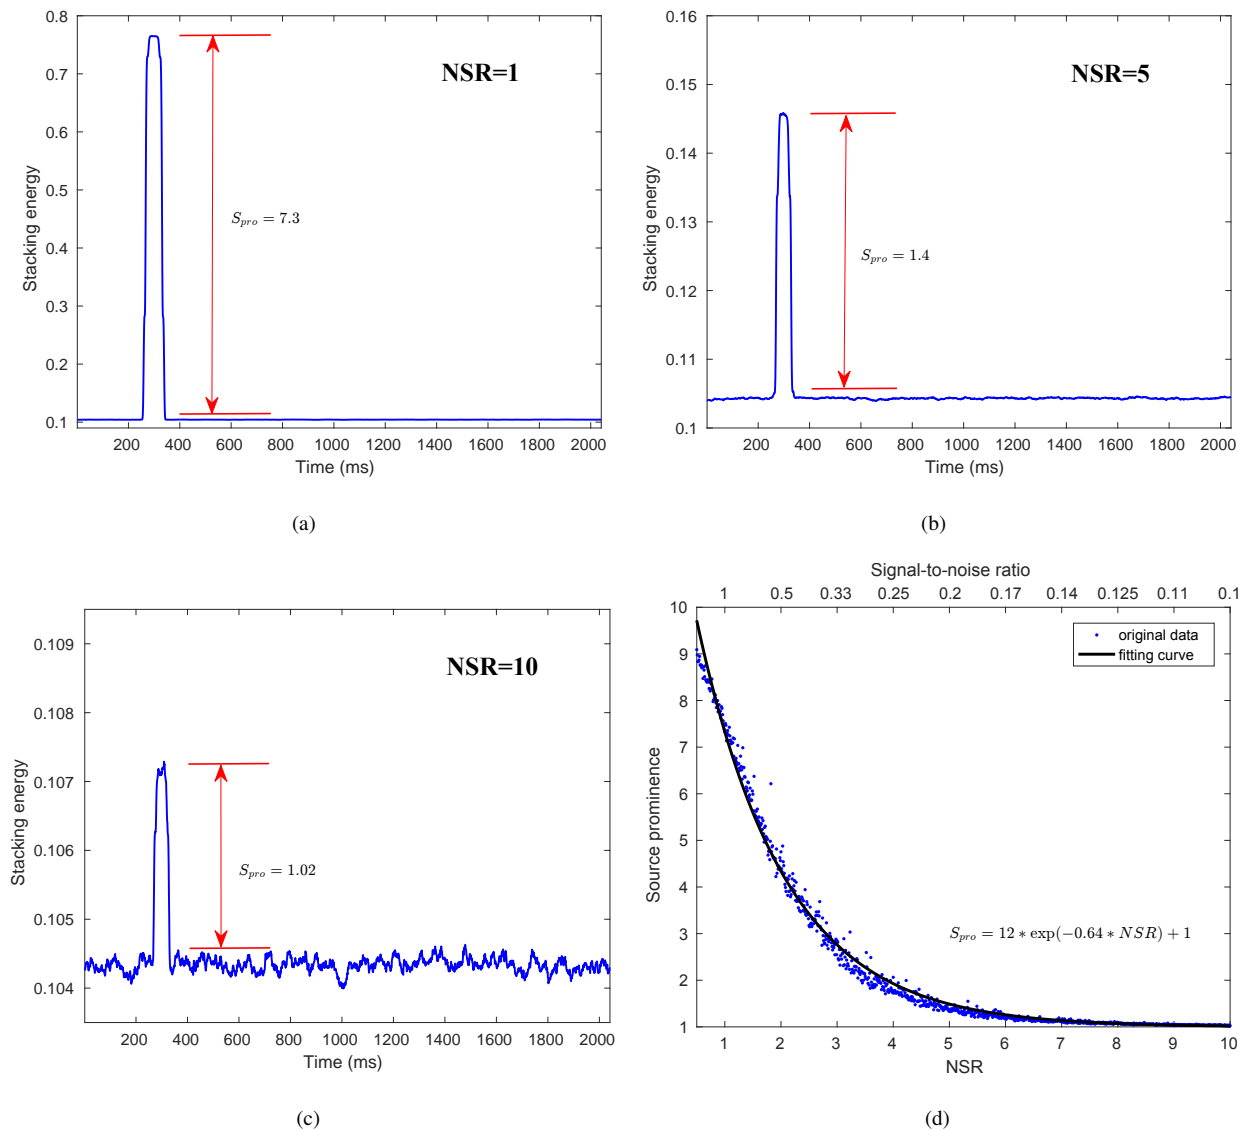 0.8
0.7
0.6
0.5
0.4
0.3
0.2
0.1
Stacking energy
NSR=1
S_{pro} = 7.3
200 400 600 800 1000 1200 1400 1600 1800 2000
Time (ms)
(a)
0.16
0.15
0.14
0.13
0.12
0.11
0.1
Stacking energy
NSR=5
S_{pro} = 1.4
200 400 600 800 1000 1200 1400 1600 1800 2000
Time (ms)
(b)
0.109
0.108
0.107
0.106
0.105
0.104
Stacking energy
NSR=10
S_{pro} = 1.02
200 400 600 800 1000 1200 1400 1600 1800 2000
Time (ms)
(c)
Signal-to-noise ratio
1 0.5 0.33 0.25 0.2 0.17 0.14 0.125 0.11 0.1
10
9
8
7
6
5
4
3
2
1
Source prominence
original data
fitting curve
S_{pro} = 12 * exp(−0.64 * NSR) + 1
1 2 3 4 5 6 7 8 9 10
NSR
(d)